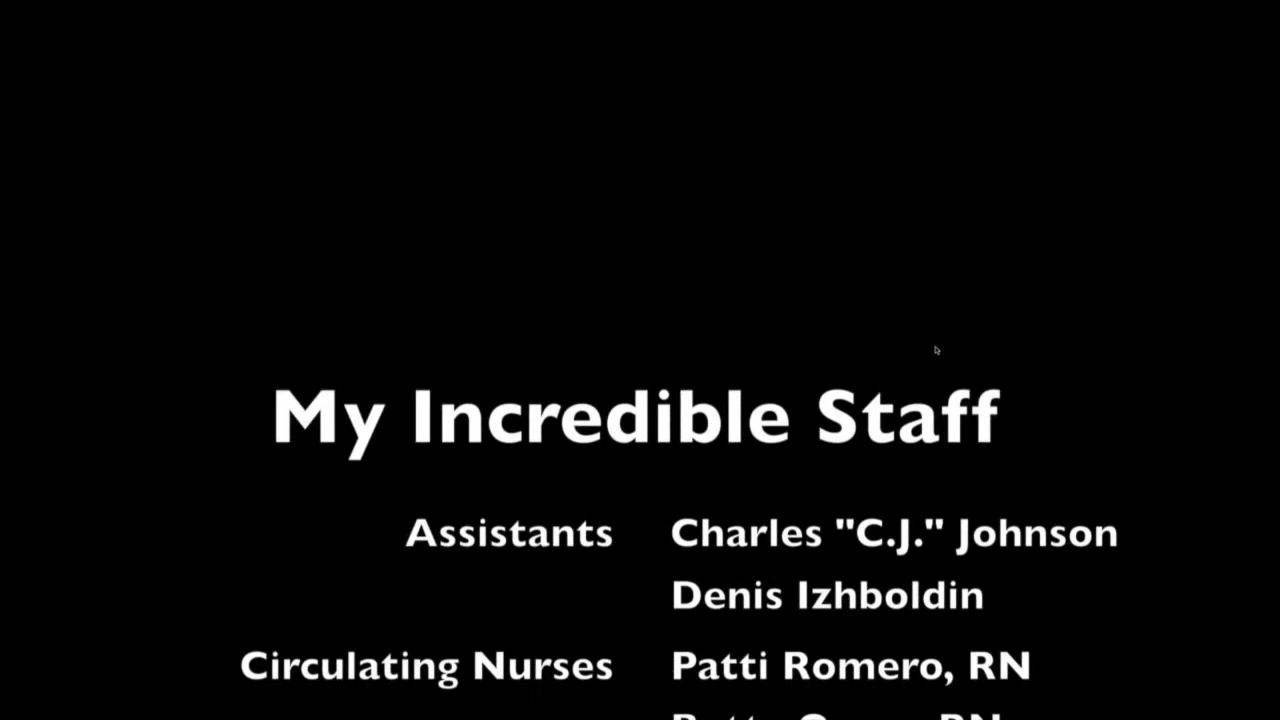 My Incredible Staff
Assistants Charles "C.J." Johnson
Denis Izhboldin
Circulating Nurses Patti Romero, RN